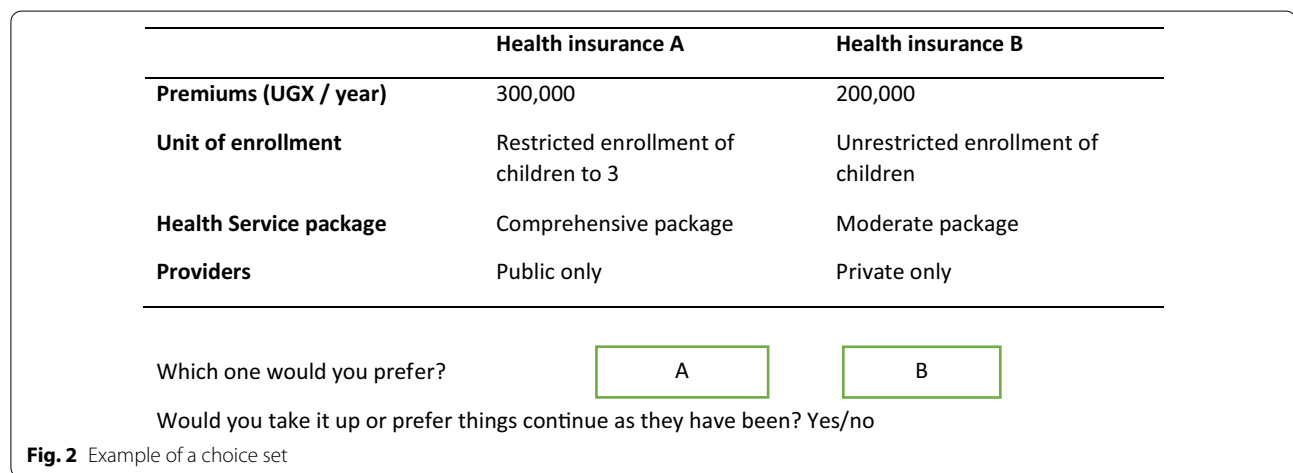 Health insurance A Health insurance B
Premiums (UGX / year) 300,000 200,000
Unit of enrollment Restricted enrollment of Unrestricted enrollment of
children to 3 children
Health Service package Comprehensive package Moderate package
Providers Public only Private only
Which one would you prefer? A B
Would you take it up or prefer things continue as they have been? Yes/no
Fig. 2 Example of a choice set